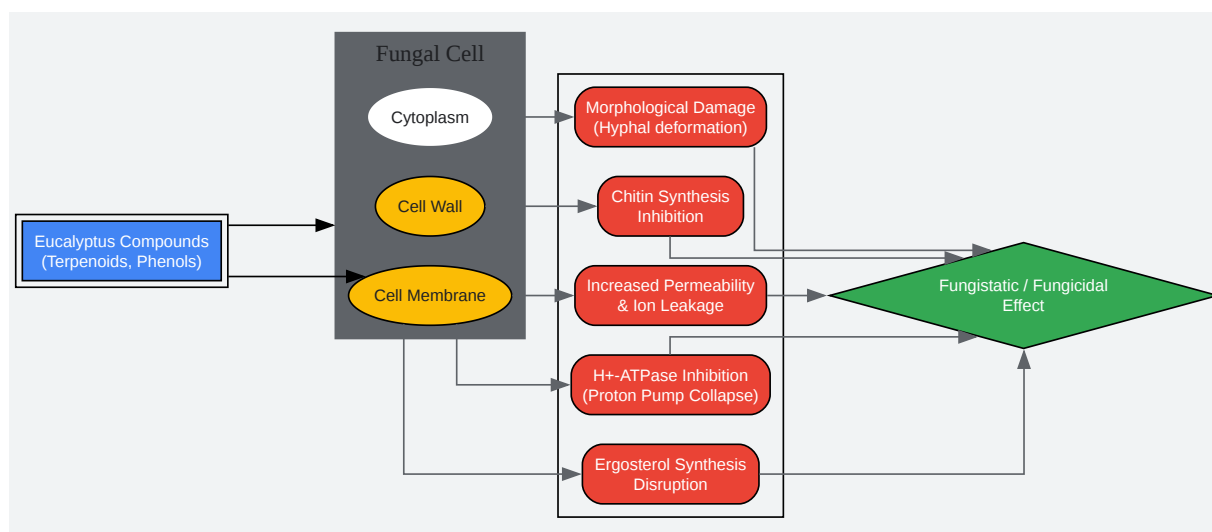 Fungal Cell
Cytoplasm
Cell Wall
Cell Membrane
Eucalyptus Compounds
(Terpenoids, Phenols)
Morphological Damage
(Hyphal deformation)
Chitin Synthesis
Inhibition
Increased Permeability
& Ion Leakage
H+-ATPase Inhibition
(Proton Pump Collapse)
Ergosterol Synthesis
Disruption
Fungistatic / Fungicidal
Effect